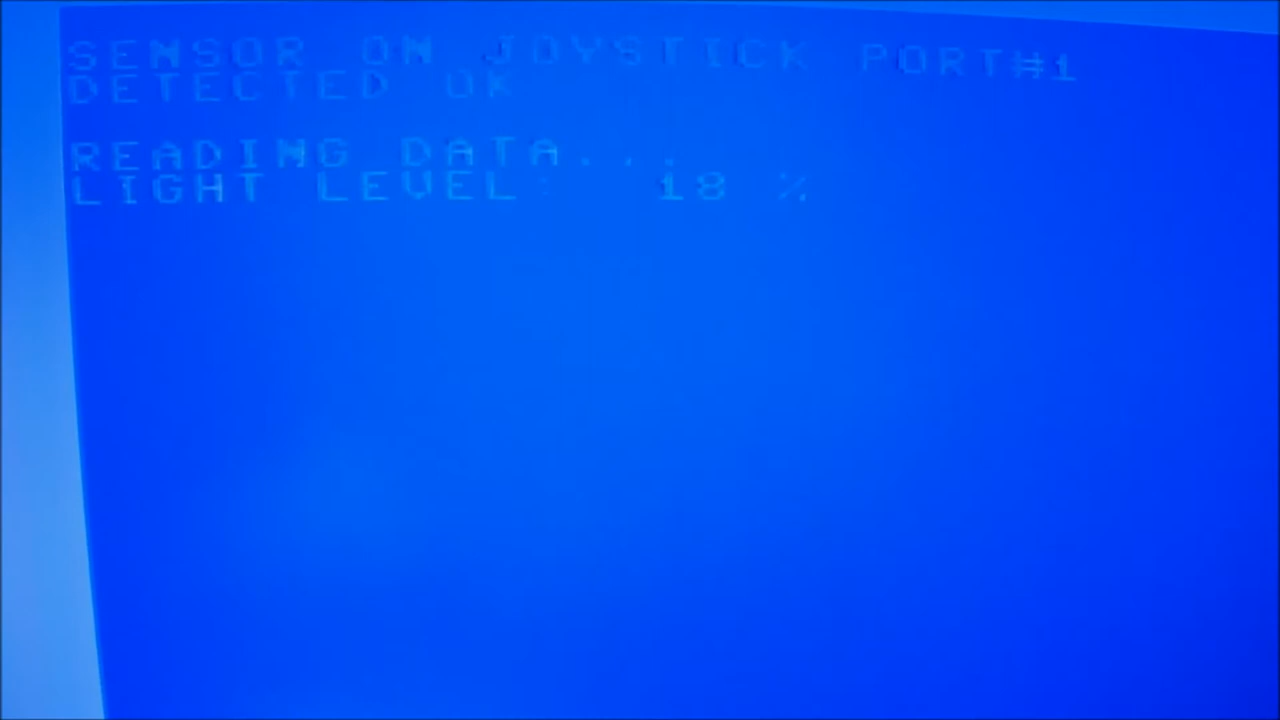 SENSOR ON JOYSTICK PORT#1
DETECTED OK
READING DATA...
LIGHT LEVEL: 18 %